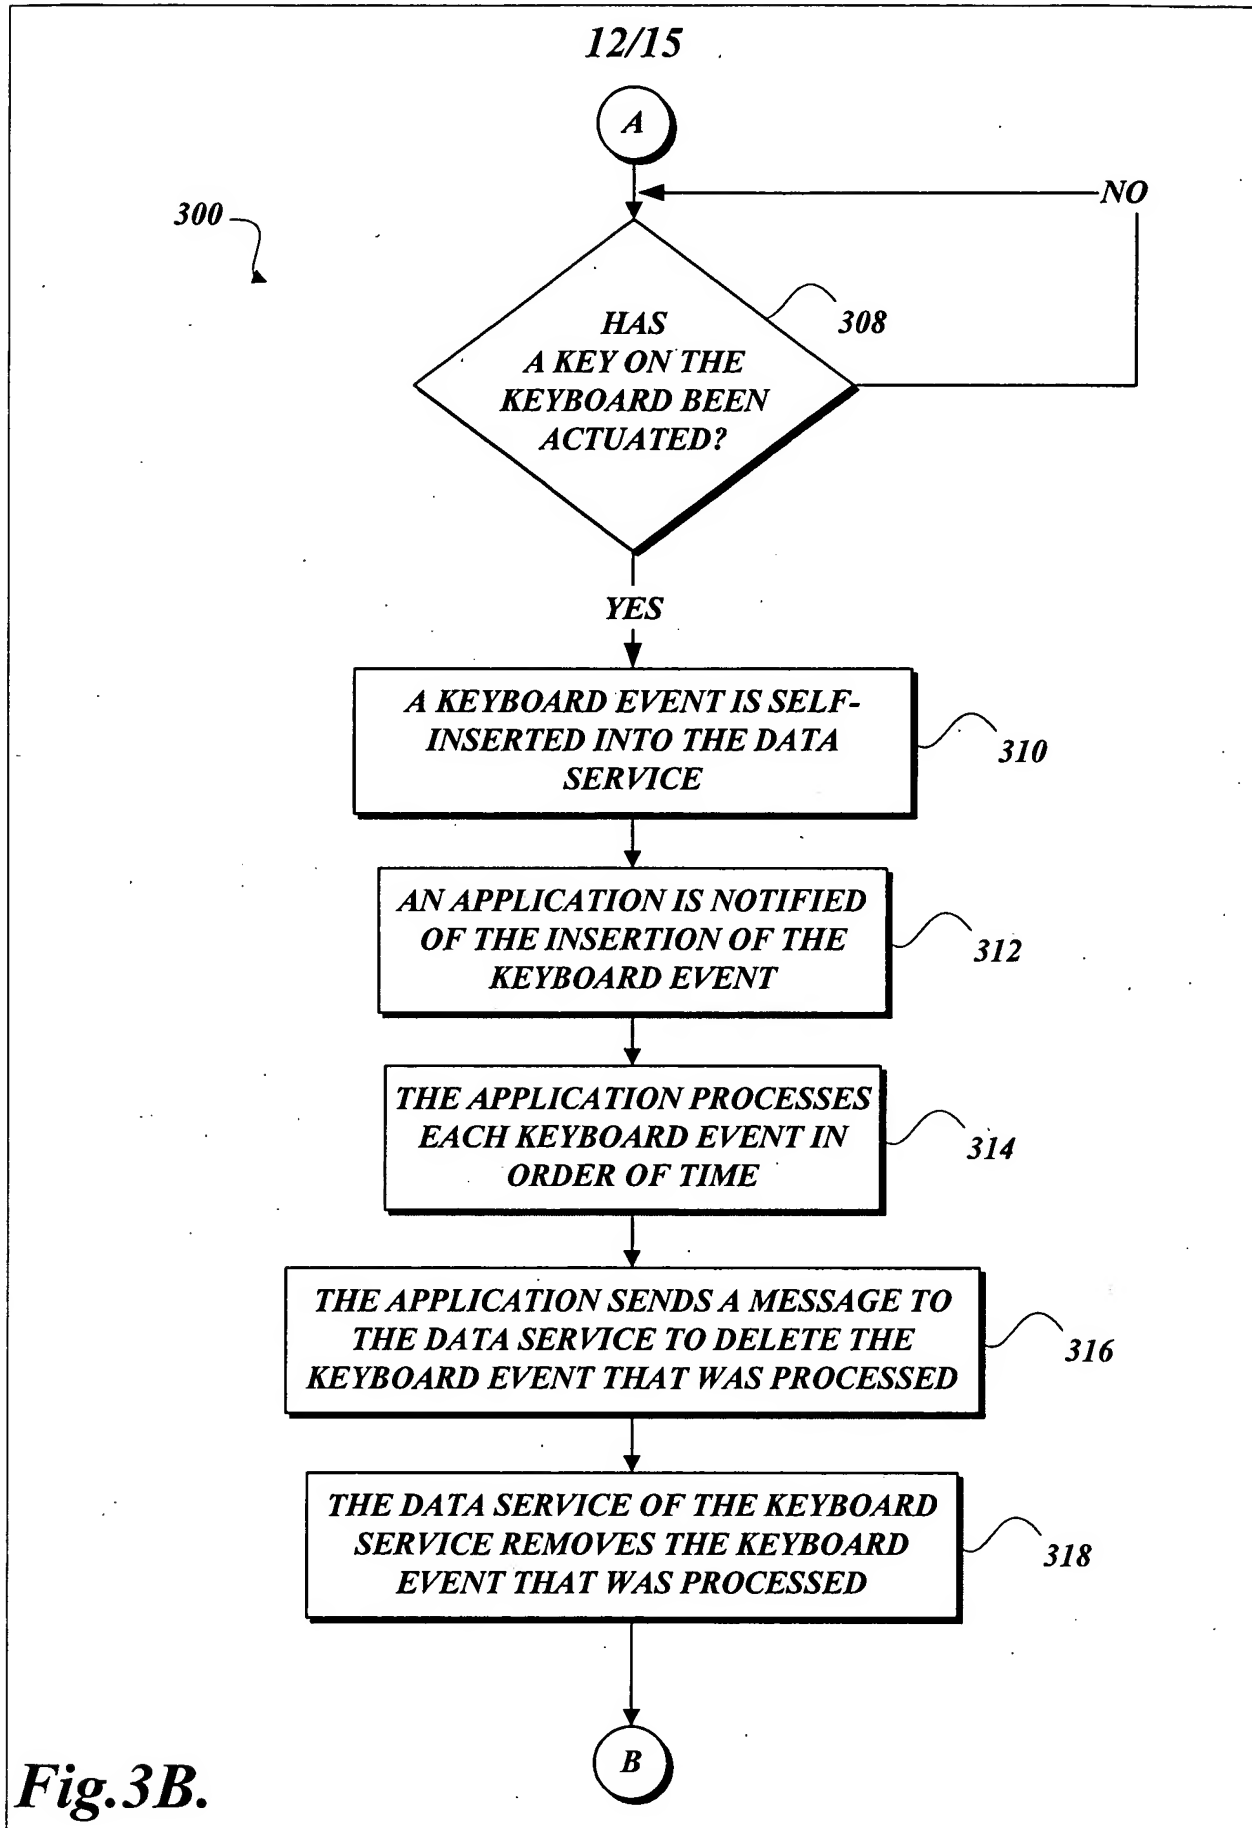 12/15
A
NO
300
308
HAS
A KEY ON THE
KEYBOARD BEEN
ACTUATED?
YES
A KEYBOARD EVENT IS SELF-
INSERTED INTO THE DATA
SERVICE
310
AN APPLICATION IS NOTIFIED
OF THE INSERTION OF THE
KEYBOARD EVENT
312
THE APPLICATION PROCESSES
EACH KEYBOARD EVENT IN
ORDER OF TIME
314
THE APPLICATION SENDS A MESSAGE TO
THE DATA SERVICE TO DELETE THE
KEYBOARD EVENT THAT WAS PROCESSED
316
THE DATA SERVICE OF THE KEYBOARD
SERVICE REMOVES THE KEYBOARD
EVENT THAT WAS PROCESSED
318
B
Fig.3B.